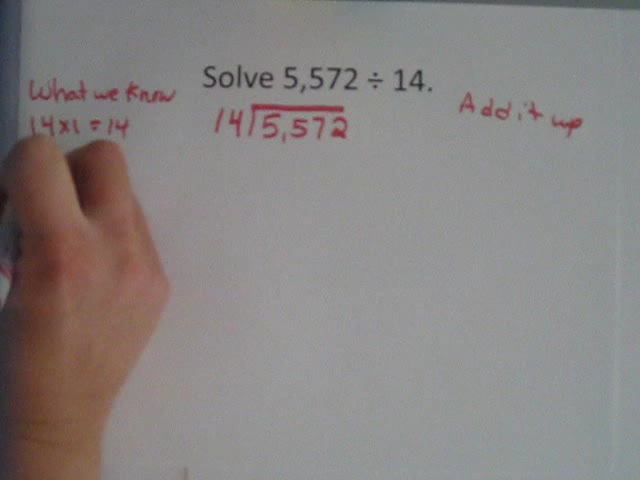 Solve 5,572 ÷ 14.
What we know
14x1 = 14
14 5,572
Add it up